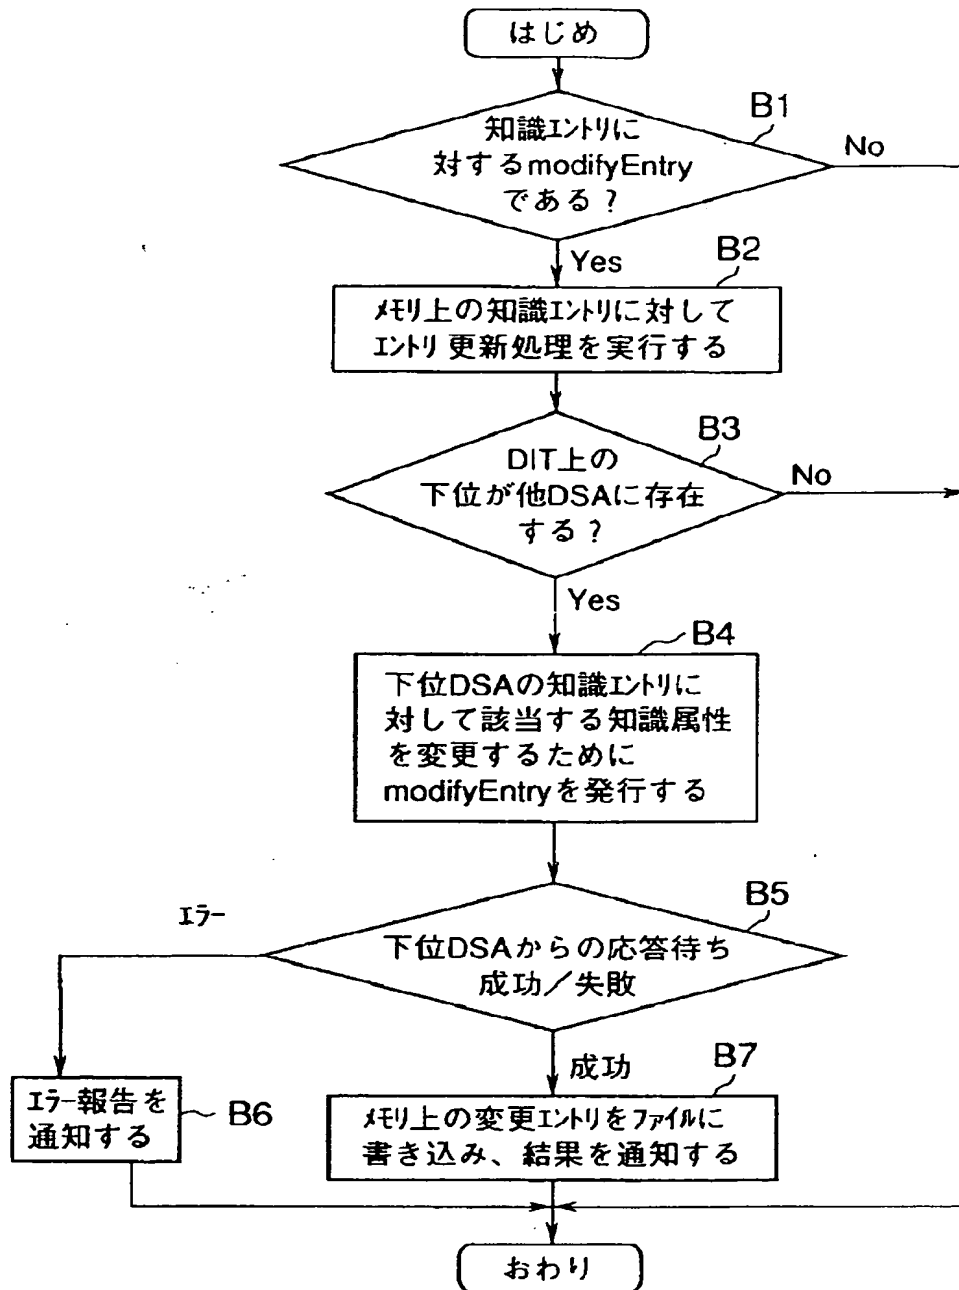 はじめ
B1
知識エントリに
対するmodifyEntry
である?
No
Yes
B2
メモリ上の知識エントリに対して
エントリ更新処理を実行する
B3
DIT上の
下位が他DSAに存在
する?
No
Yes
B4
下位DSAの知識エントリに
対して該当する知識属性
を変更するために
modifyEntryを発行する
B5
エラー
下位DSAからの応答待ち
成功/失敗
成功
B7
エラー報告を
通知する
B6
メモリ上の変更エントリをファイルに
書き込み、結果を通知する
おわり